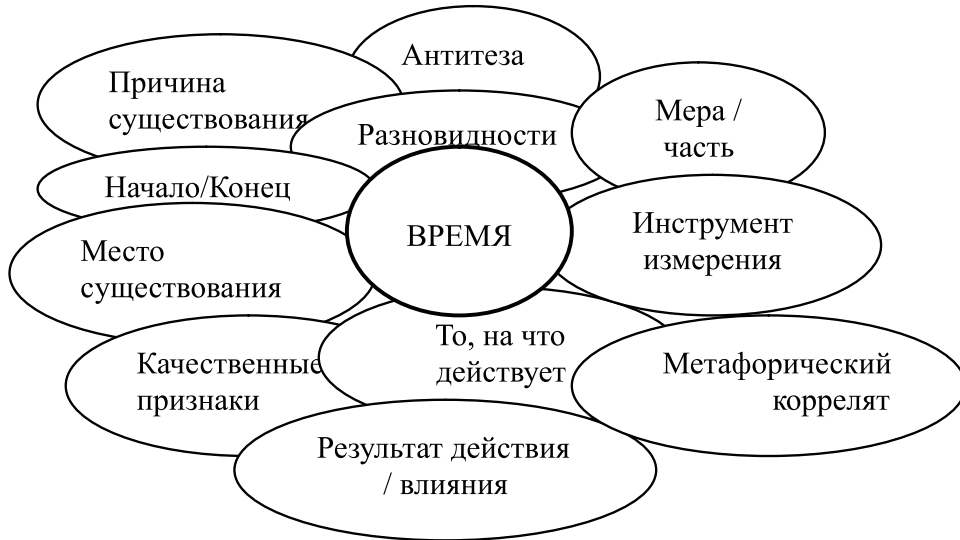 Антитеза
Причина
существования
Разновидности
Мера /
часть
Начало/Конец
ВРЕМЯ
Инструмент
измерения
Место
существования
То, на что
действует
Качественные
признаки
Метафорический
коррелят
Результат действия
/ влияния